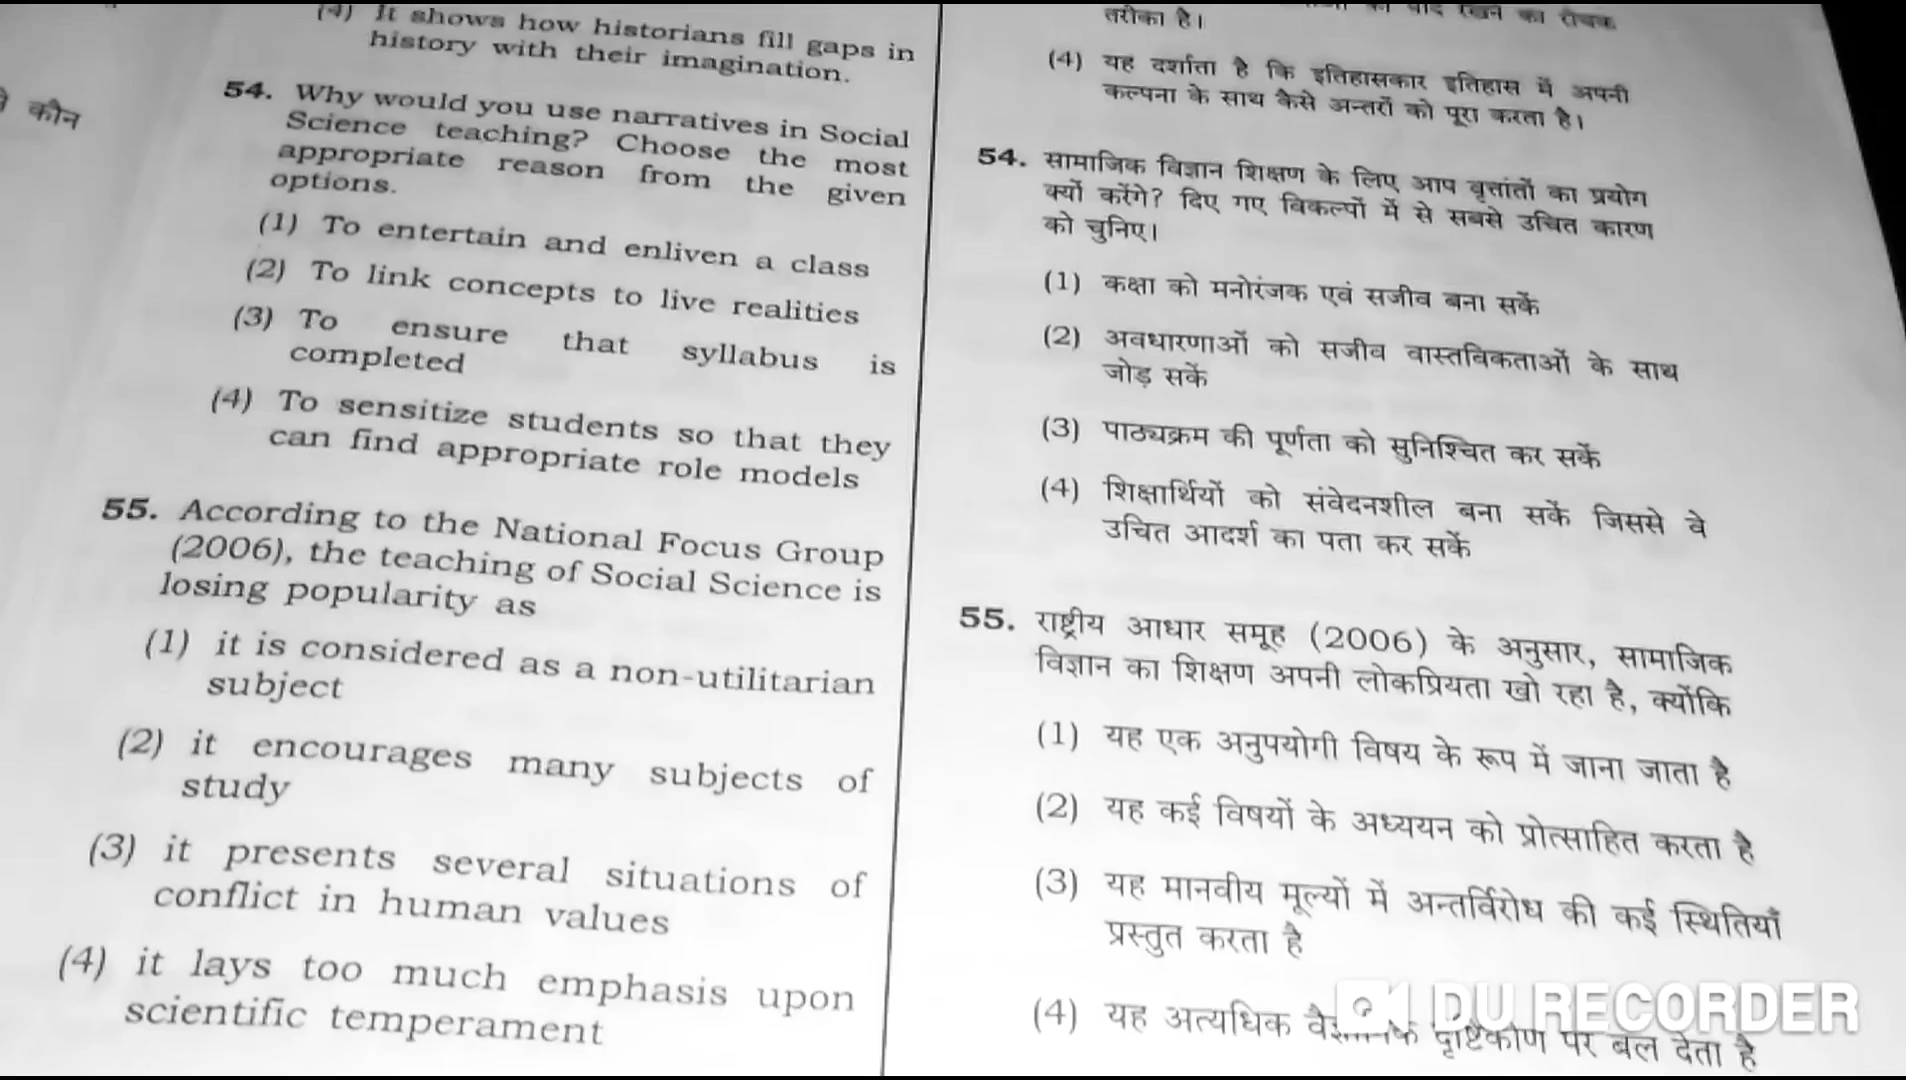 (4) It shows how historians fill gaps in
history with their imagination.
54. Why would you use narratives in Social
Science teaching? Choose the most
appropriate reason from the given
options.
(1) To entertain and enliven a class
(2) To link concepts to live realities
(3) To ensure that syllabus is
completed
(4) To sensitize students so that they
can find appropriate role models
55. According to the National Focus Group
(2006), the teaching of Social Science is
losing popularity as
(1) it is considered as a non-utilitarian
subject
(2) it encourages many subjects of
study
(3) it presents several situations of
conflict in human values
(4) it lays too much emphasis upon
scientific temperament
कौन
को याद रखने का रोचक
तरीका है।
(4) यह दर्शाता है कि इतिहासकार इतिहास में अपनी
कल्पना के साथ कैसे अन्तरों को पूरा करता है।
54. सामाजिक विज्ञान शिक्षण के लिए आप वृत्तांतों का प्रयोग
क्यों करेंगे? दिए गए विकल्पों में से सबसे उचित कारण
को चुनिए।
(1) कक्षा को मनोरंजक एवं सजीव बना सकें
(2) अवधारणाओं को सजीव वास्तविकताओं के साथ
जोड़ सकें
(3) पाठ्यक्रम की पूर्णता को सुनिश्चित कर सकें
(4) शिक्षार्थियों को संवेदनशील बना सकें जिससे वे
उचित आदर्श का पता कर सकें
55. राष्ट्रीय आधार समूह (2006) के अनुसार, सामाजिक
विज्ञान का शिक्षण अपनी लोकप्रियता खो रहा है, क्योंकि
(1) यह एक अनुपयोगी विषय के रूप में जाना जाता है
(2) यह कई विषयों के अध्ययन को प्रोत्साहित करता है
(3) यह मानवीय मूल्यों में अन्तर्विरोध की कई स्थितियाँ
प्रस्तुत करता है
(4) यह अत्यधिक वैज्ञानिक दृष्टिकोण पर बल देता है
DU RECORDER